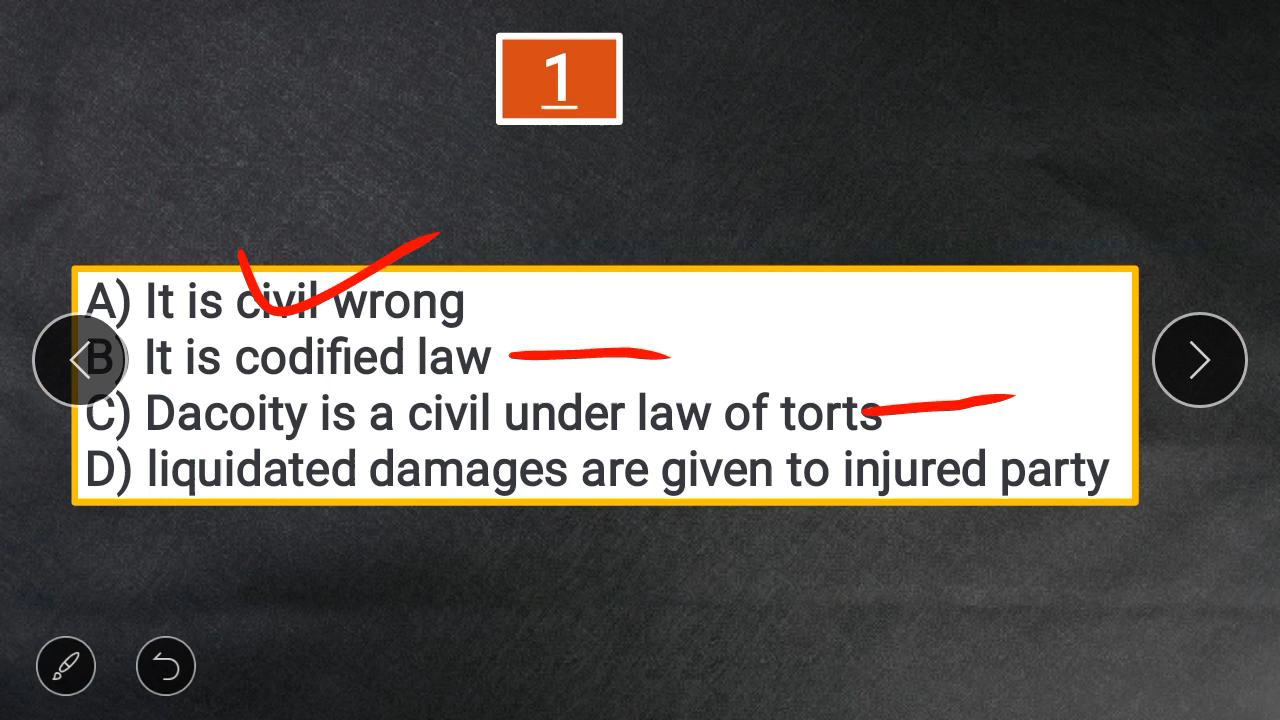 1
A) It is civil wrong
B) It is codified law
C) Dacoity is a civil under law of torts
D) liquidated damages are given to injured party